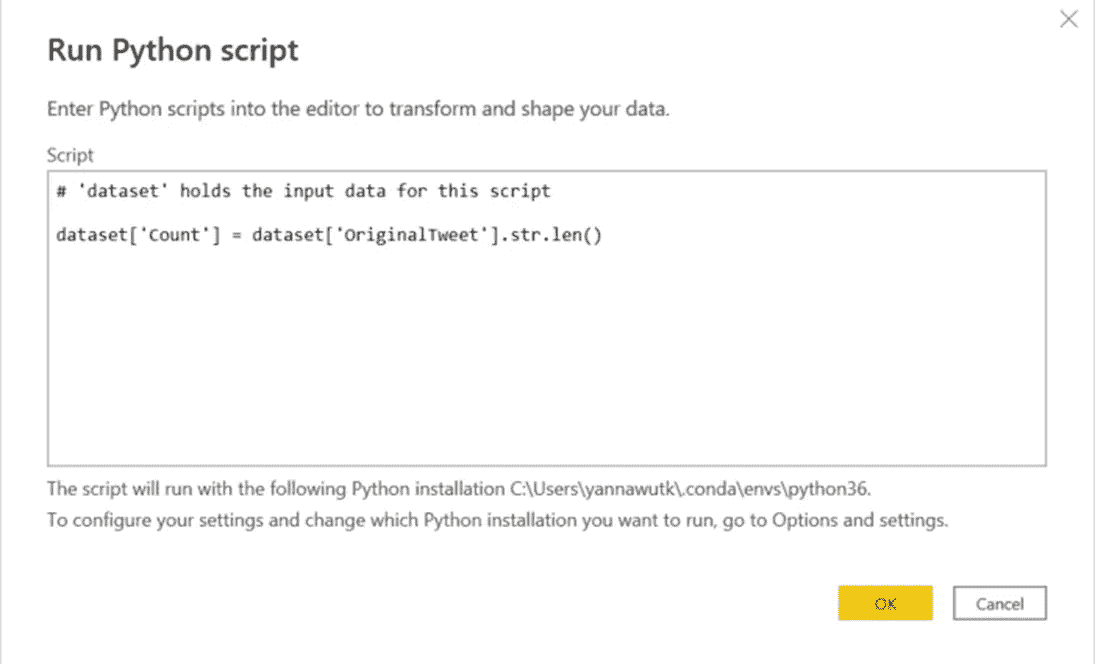 Run Python script
Enter Python scripts into the editor to transform and shape your data.
Script
# 'dataset' holds the input data for this script
dataset['Count'] = dataset['OriginalTweet'].str.len()
The script will run with the following Python installation C:\Users\yannawutk\.conda\envs\python36.
To configure your settings and change which Python installation you want to run, go to Options and settings.
OK
Cancel